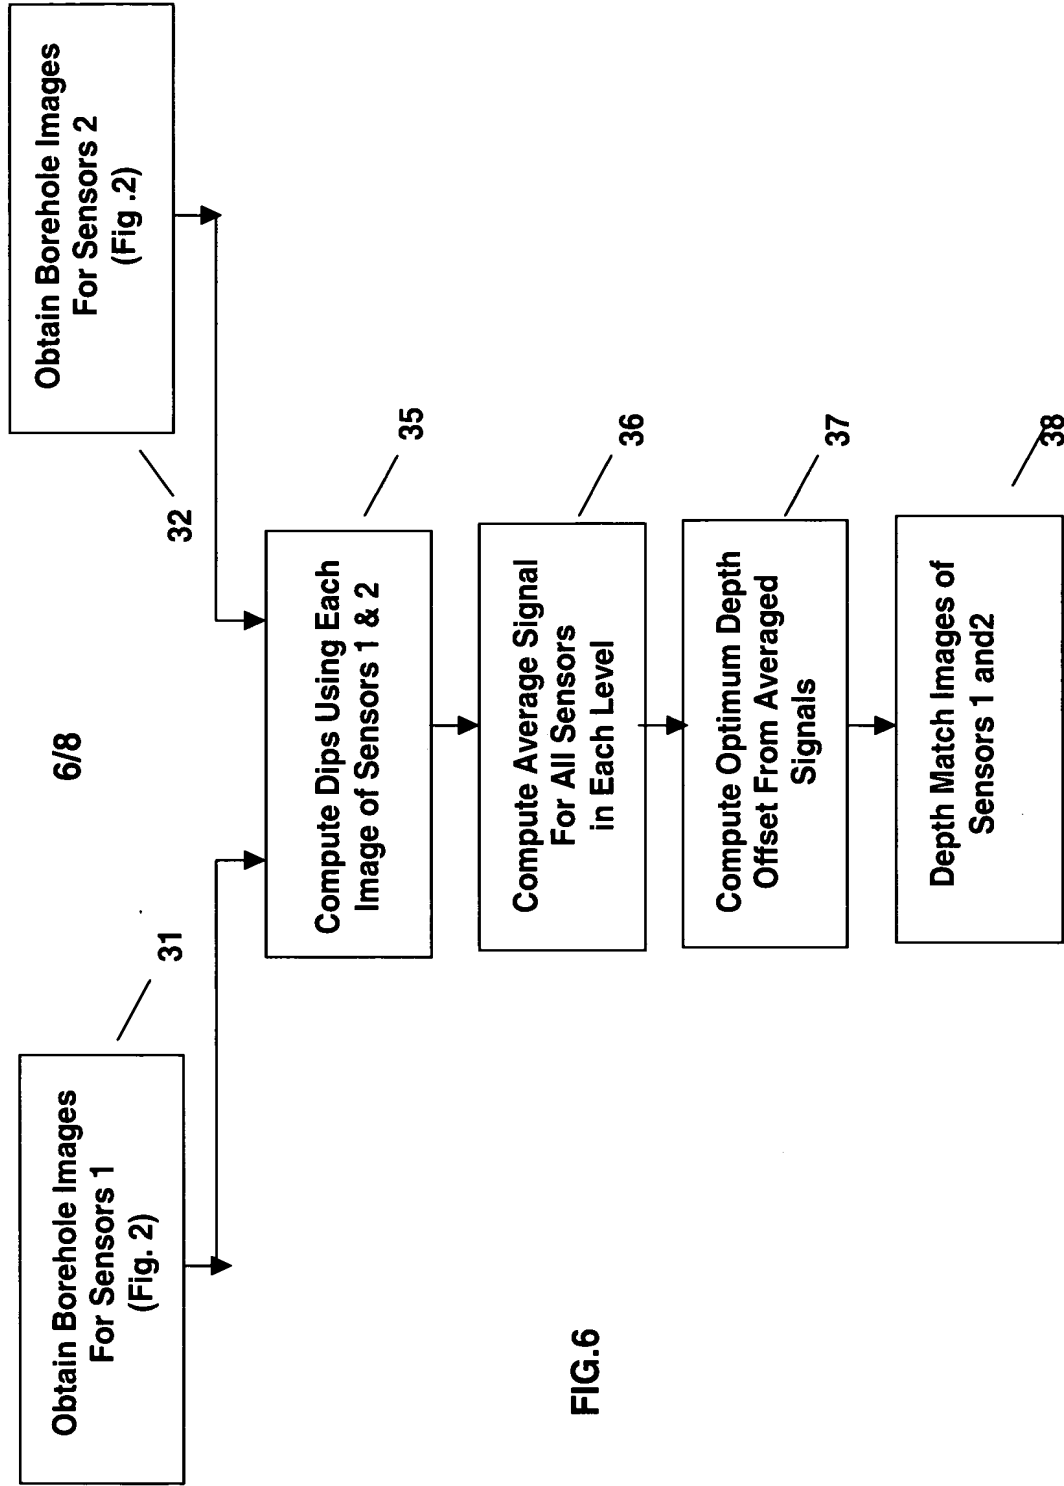 6/8
Obtain Borehole Images
For Sensors 1
(Fig. 2)
31
Obtain Borehole Images
For Sensors 2
(Fig .2)
32
Compute Dips Using Each
Image of Sensors 1 & 2
35
Compute Average Signal
For All Sensors
in Each Level
36
Compute Optimum Depth
Offset From Averaged
Signals
37
Depth Match Images of
Sensors 1 and2
38
FIG.6